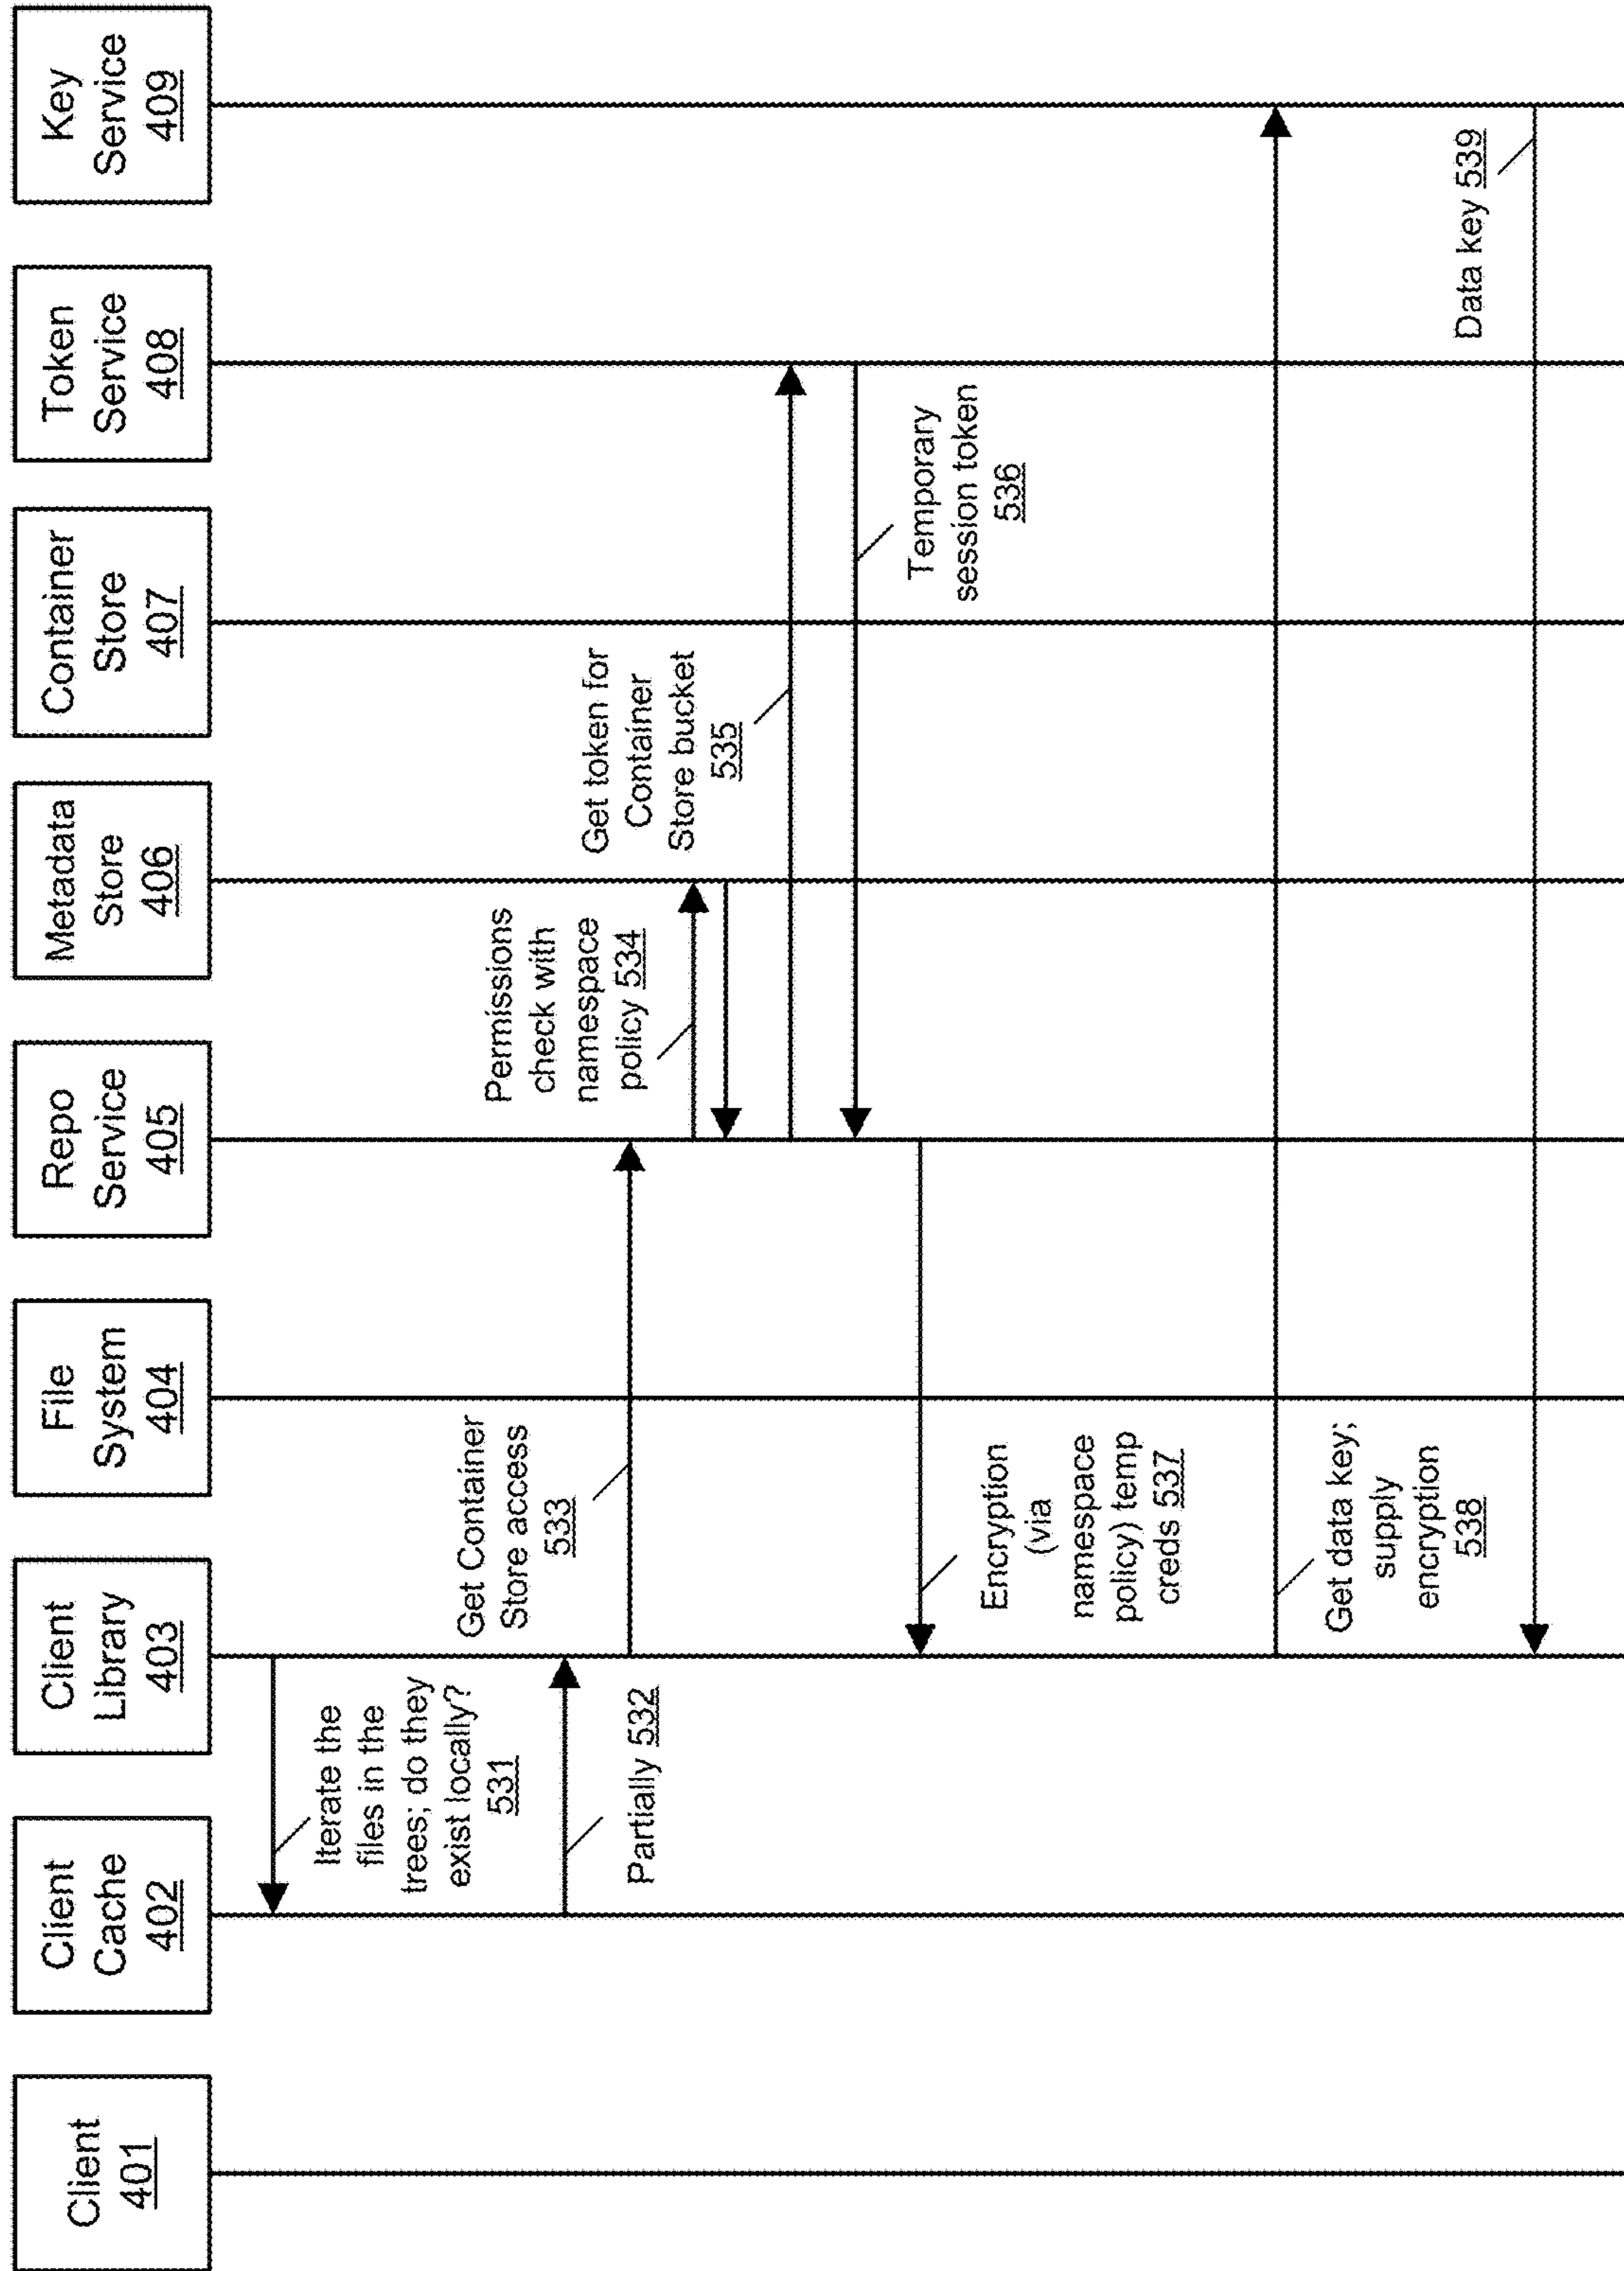 Client
401
Client
Cache
402
Client
Library
403
File
System
404
Repo
Service
405
Metadata
Store
406
Container
Store
407
Token
Service
408
Key
Service
409
Iterate the
files in the
trees; do they
exist locally?
531
Partially 532
Get Container
Store access
533
Permissions
check with
namespace
policy 534
Get token for
Container
Store bucket
535
Temporary
session token
536
Encryption
(via
namespace
policy) temp
creds 537
Get data key;
supply
encryption
538
Data key 539